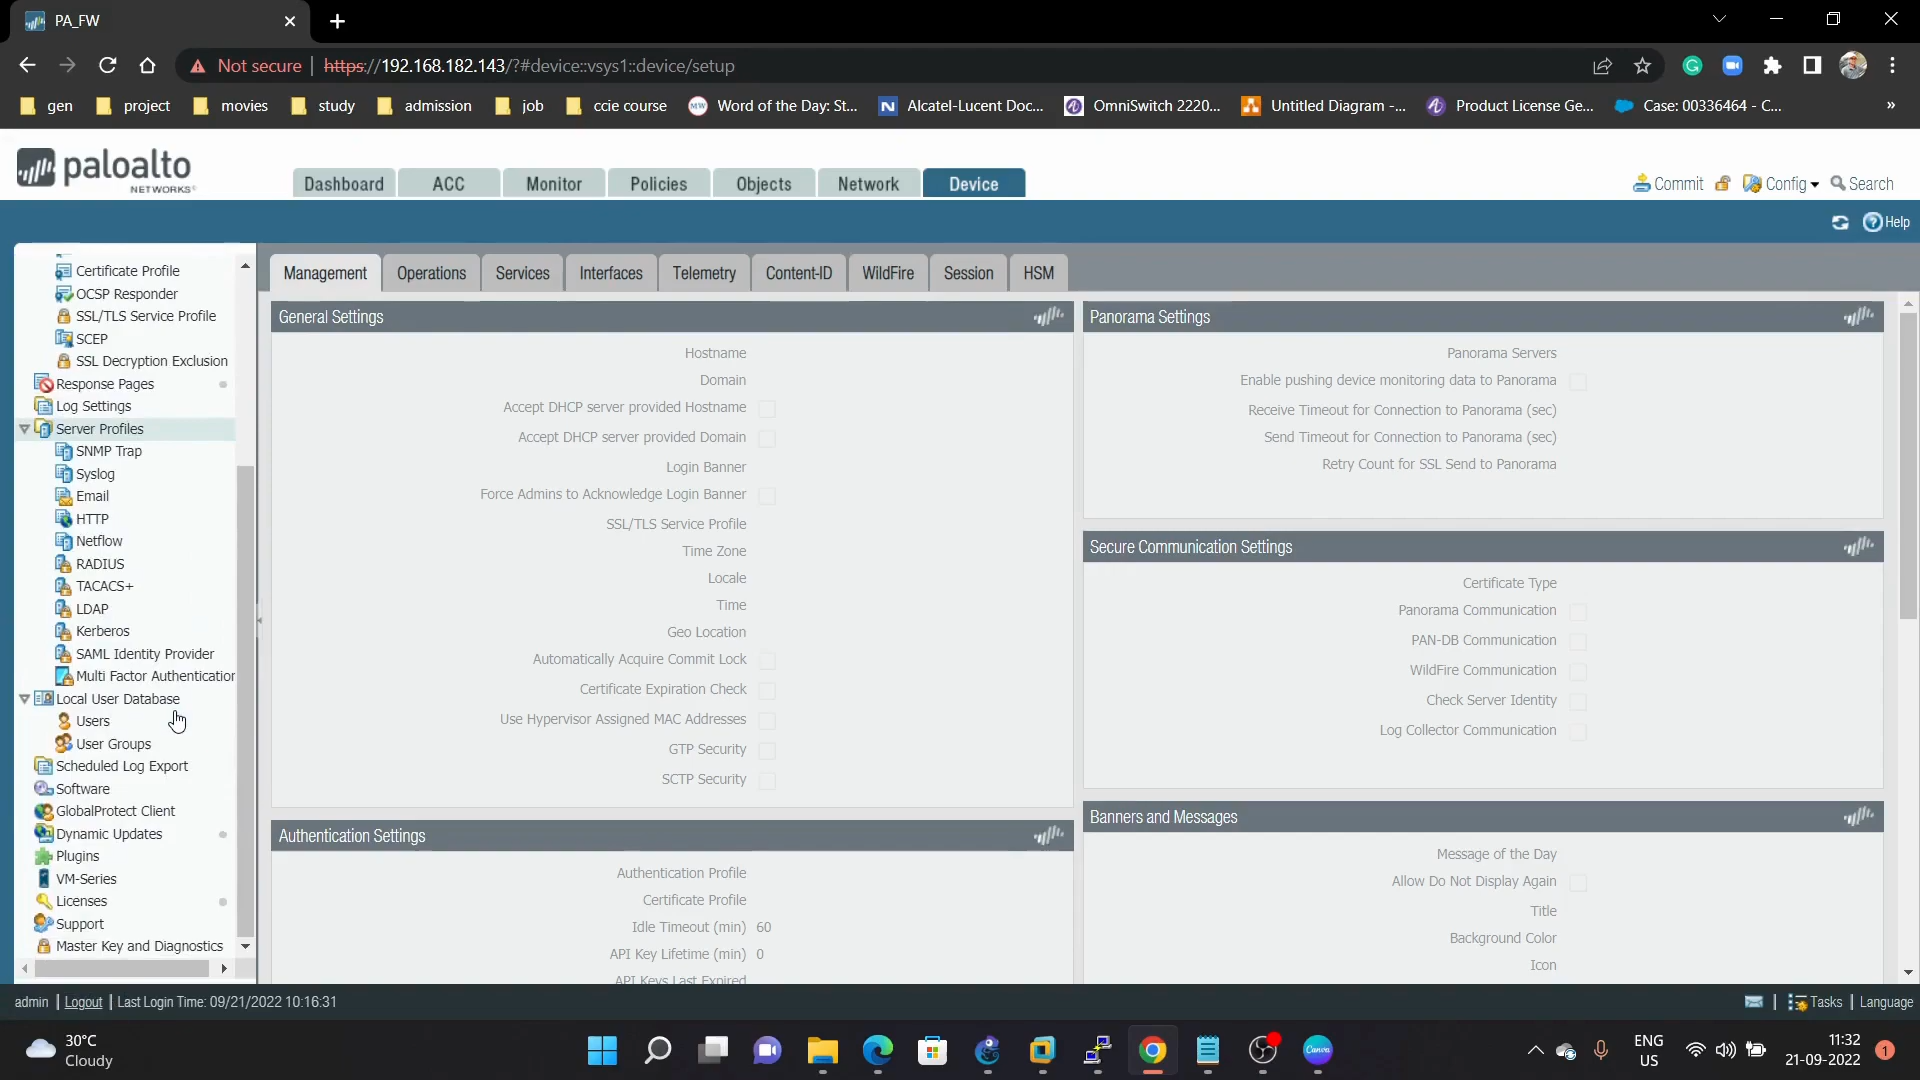 PA_FW
Not secure | https://192.168.182.143/?#device::vsys1::device/setup
gen project movies study admission job ccie course Word of the Day: St... Alcatel-Lucent Doc... OmniSwitch 2220... Untitled Diagram -... Product License Ge... Case: 00336464 - C... »
paloalto
NETWORKS
Dashboard ACC Monitor Policies Objects Network Device
Commit Config Search
Help
Certificate Profile
OCSP Responder
SSL/TLS Service Profile
SCEP
SSL Decryption Exclusion
Response Pages
Log Settings
Server Profiles
SNMP Trap
Syslog
Email
HTTP
Netflow
RADIUS
TACACS+
LDAP
Kerberos
SAML Identity Provider
Multi Factor Authentication
Local User Database
Users
User Groups
Scheduled Log Export
Software
GlobalProtect Client
Dynamic Updates
Plugins
VM-Series
Licenses
Support
Master Key and Diagnostics
Management Operations Services Interfaces Telemetry Content-ID WildFire Session HSM
General Settings
Hostname
Domain
Accept DHCP server provided Hostname
Accept DHCP server provided Domain
Login Banner
Force Admins to Acknowledge Login Banner
SSL/TLS Service Profile
Time Zone
Locale
Time
Geo Location
Automatically Acquire Commit Lock
Certificate Expiration Check
Use Hypervisor Assigned MAC Addresses
GTP Security
SCTP Security
Authentication Settings
Authentication Profile
Certificate Profile
Idle Timeout (min) 60
API Key Lifetime (min) 0
API Keys Last Expired
Panorama Settings
Panorama Servers
Enable pushing device monitoring data to Panorama
Receive Timeout for Connection to Panorama (sec)
Send Timeout for Connection to Panorama (sec)
Retry Count for SSL Send to Panorama
Secure Communication Settings
Certificate Type
Panorama Communication
PAN-DB Communication
WildFire Communication
Check Server Identity
Log Collector Communication
Banners and Messages
Message of the Day
Allow Do Not Display Again
Title
Background Color
Icon
admin | Logout | Last Login Time: 09/21/2022 10:16:31
Tasks | Language
30°C
Cloudy
Canva
ENG
US
11:32
21-09-2022
1